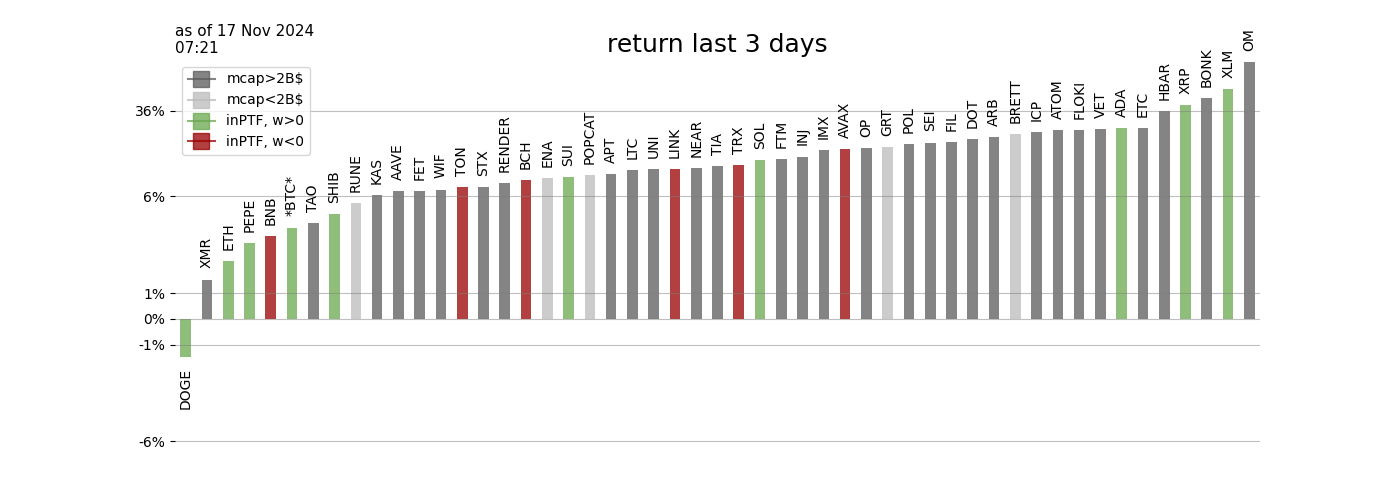 as of 17 Nov 2024
07:21
return last 3 days
mcap>2B$
mcap<2B$
inPTF, w>0
inPTF, w<0
36%
6%
1%
0%
-1%
-6%
DOGE
XMR
ETH
PEPE
BNB
*BTC*
TAO
SHIB
RUNE
KAS
AAVE
FET
WIF
TON
STX
RENDER
BCH
ENA
SUI
POPCAT
APT
LTC
UNI
LINK
NEAR
TIA
TRX
SOL
FTM
INJ
IMX
AVAX
OP
GRT
POL
SEI
FIL
DOT
ARB
BRETT
ICP
ATOM
FLOKI
VET
ADA
ETC
HBAR
XRP
BONK
XLM
OM